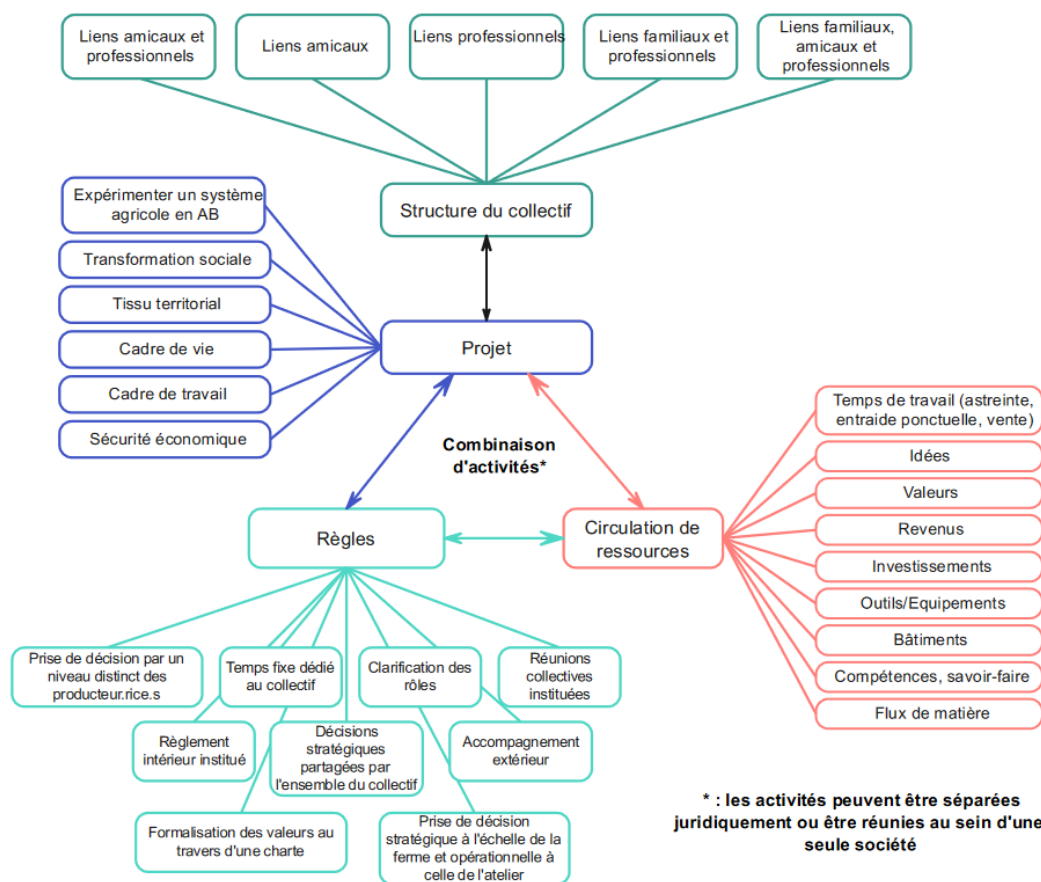 Liens amicaux et
professionnels
Liens amicaux
Liens professionnels
Liens familiaux et
professionnels
Liens familiaux,
amicaux et
professionnels
Structure du collectif
Expérimenter un système
agricole en AB
Transformation sociale
Tissu territorial
Cadre de vie
Cadre de travail
Sécurité économique
Projet
Combinaison
d'activités*
Règles
Circulation de
ressources
Temps de travail (astreinte,
entraide ponctuelle, vente)
Idées
Valeurs
Revenus
Investissements
Outils/Equipements
Bâtiments
Compétences, savoir-faire
Flux de matière
Prise de décision par un
niveau distinct des
producteur.rice.s
Temps fixe dédié
au collectif
Clarification des
rôles
Réunions
collectives
instituées
Règlement
intérieur institué
Décisions
stratégiques
partagées par
l'ensemble du collectif
Accompagnement
extérieur
Formalisation des valeurs au
travers d'une charte
Prise de décision
stratégique à l'échelle de la
ferme et opérationnelle à
celle de l'atelier
* : les activités peuvent être séparées
juridiquement ou être réunies au sein d'une
seule société